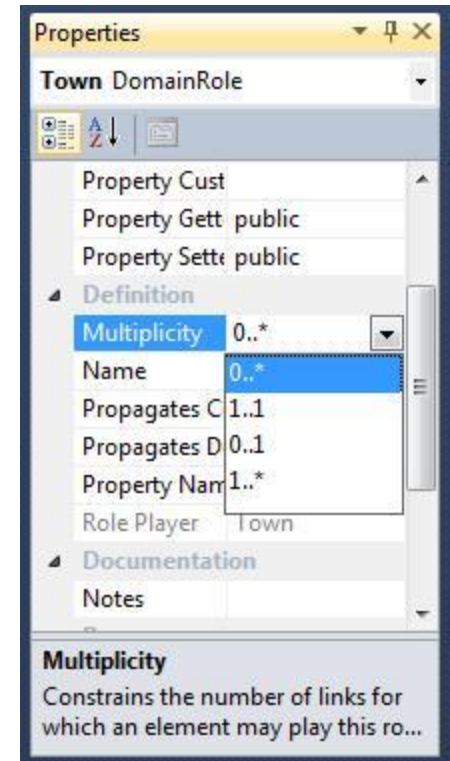 Properties
Town DomainRole
Property Cust
Property Gett public
Property Sette public
Definition
Multiplicity 0..*
Name 0..*
Propagates C 1..1
Propagates D 0..1
Property Nam 1..*
Role Player Town
Documentation
Notes
Multiplicity
Constrains the number of links for
which an element may play this ro...